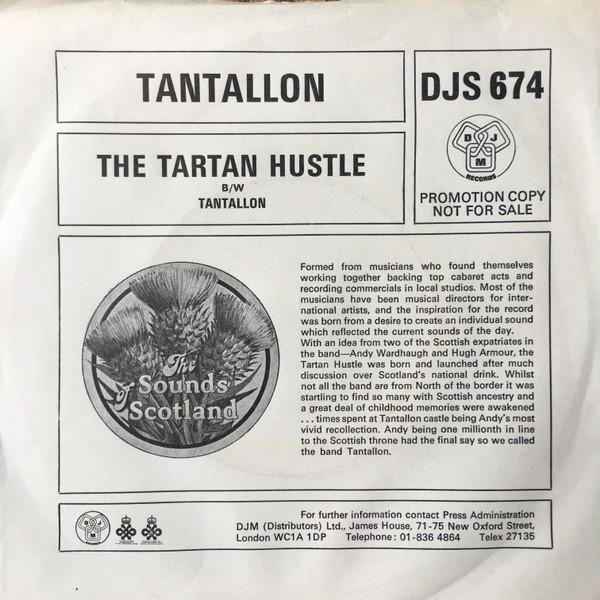 TANTALLON
DJS 674
THE TARTAN HUSTLE
B/W
TANTALLON
D J
M
RECORDS
PROMOTION COPY
NOT FOR SALE
The
Sounds
of Scotland
Formed from musicians who found themselves
working together backing top cabaret acts and
recording commercials in local studios. Most of the
musicians have been musical directors for inter-
national artists, and the inspiration for the record
was born from a desire to create an individual sound
which reflected the current sounds of the day.
With an idea from two of the Scottish expatriates in
the band—Andy Wardhaugh and Hugh Armour, the
Tartan Hustle was born and launched after much
discussion over Scotland's national drink. Whilst
not all the band are from North of the border it was
startling to find so many with Scottish ancestry and
a great deal of childhood memories were awakened
. . . times spent at Tantallon castle being Andy's most
vivid recollection. Andy being one millionth in line
to the Scottish throne had the final say so we called
the band Tantallon.
For further information contact Press Administration
DJM (Distributors) Ltd., James House, 71-75 New Oxford Street,
London WC1A 1DP Telephone: 01-836 4864 Telex 27135